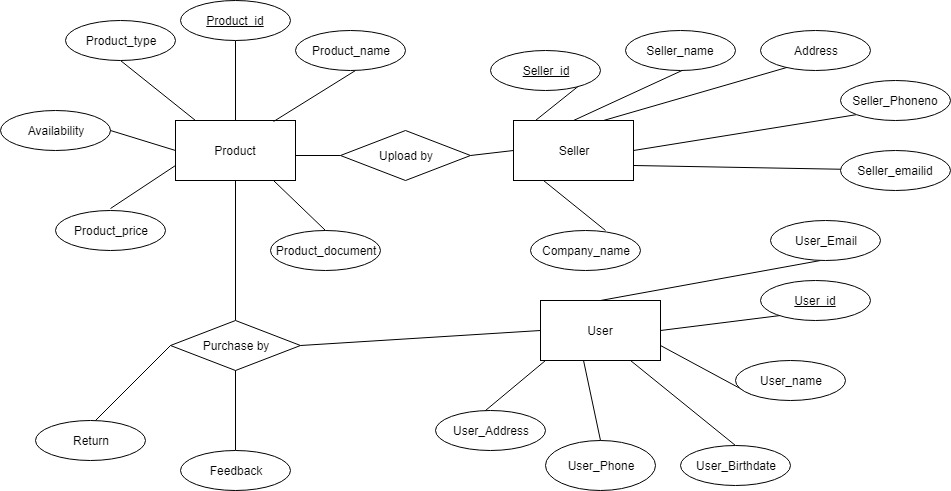 Product_id
Product_type
Product_name
Seller_id
Seller_name
Address
Availability
Product
Upload by
Seller
Seller_Phoneno
Seller_emailid
Product_price
Product_document
Company_name
User_Email
User_id
Purchase by
User
User_name
Return
Feedback
User_Address
User_Phone
User_Birthdate